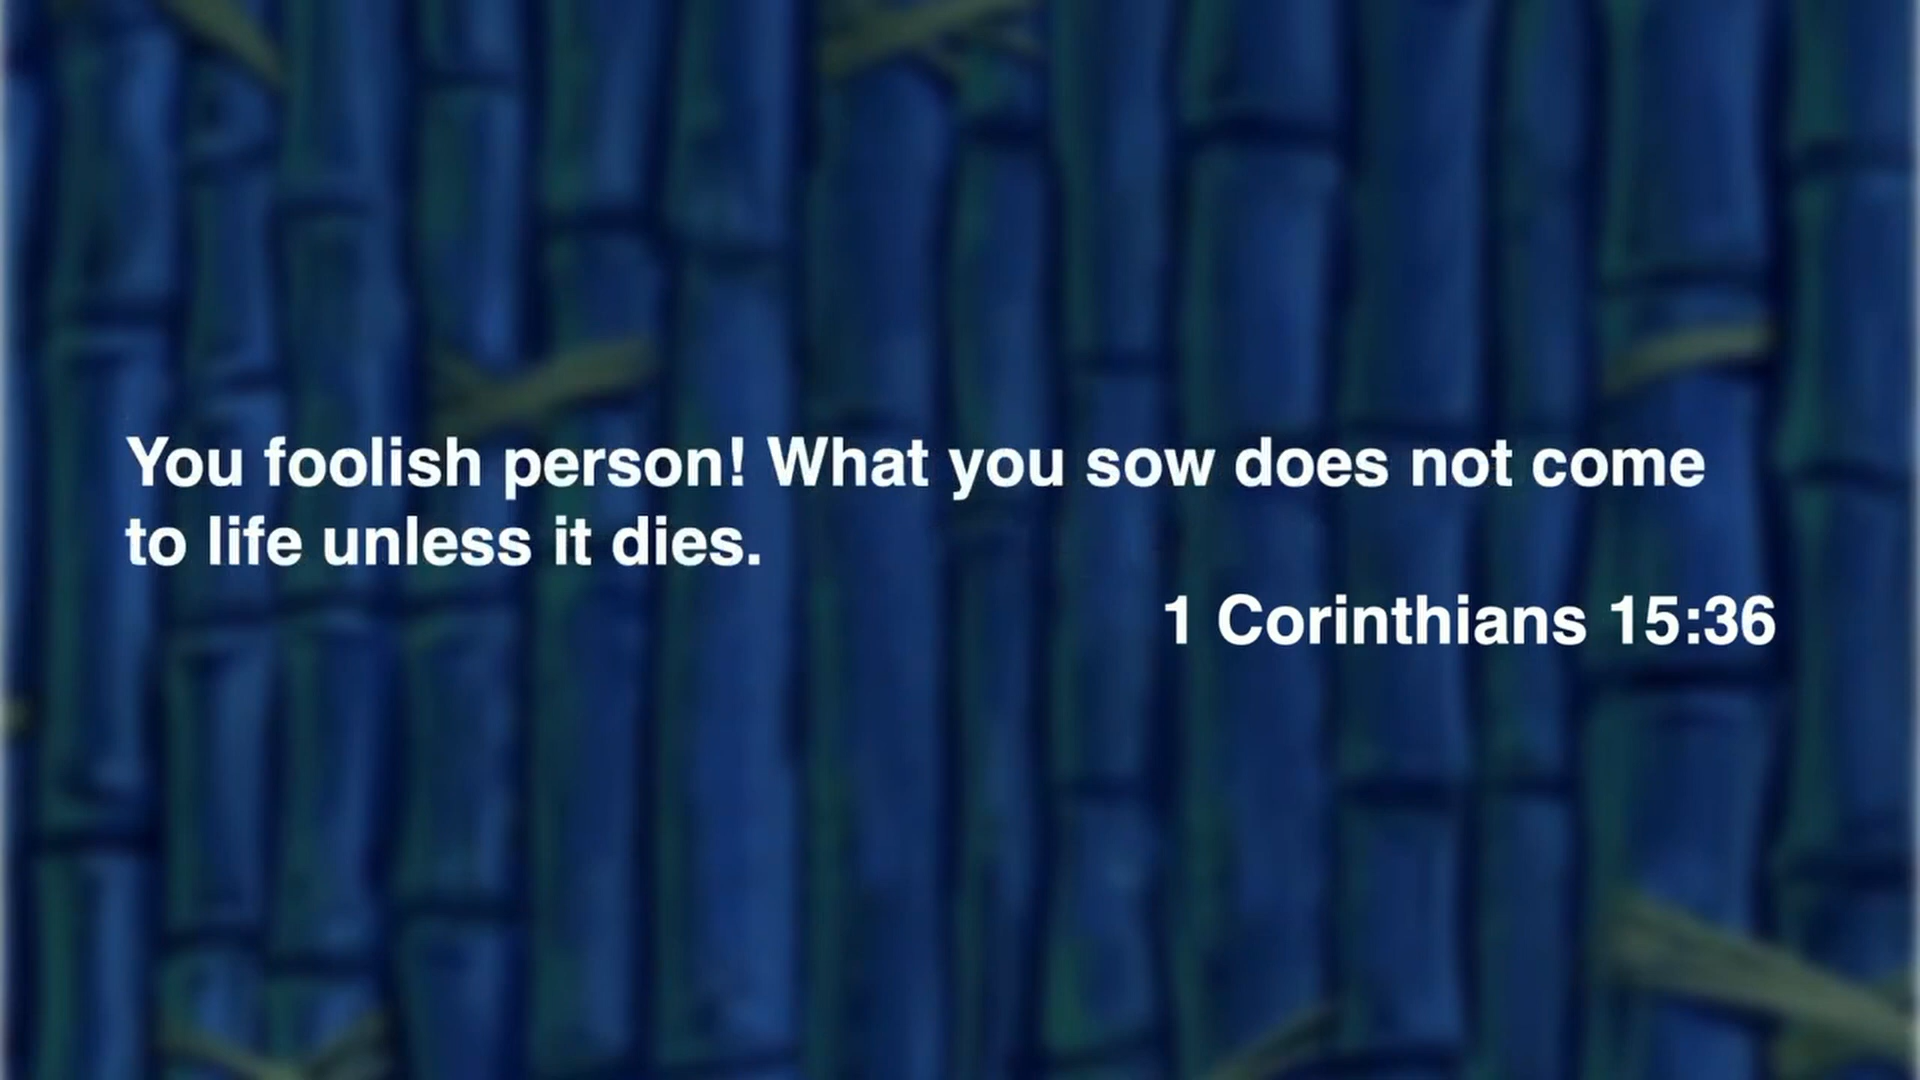 You foolish person! What you sow does not come
to life unless it dies.
1 Corinthians 15:36